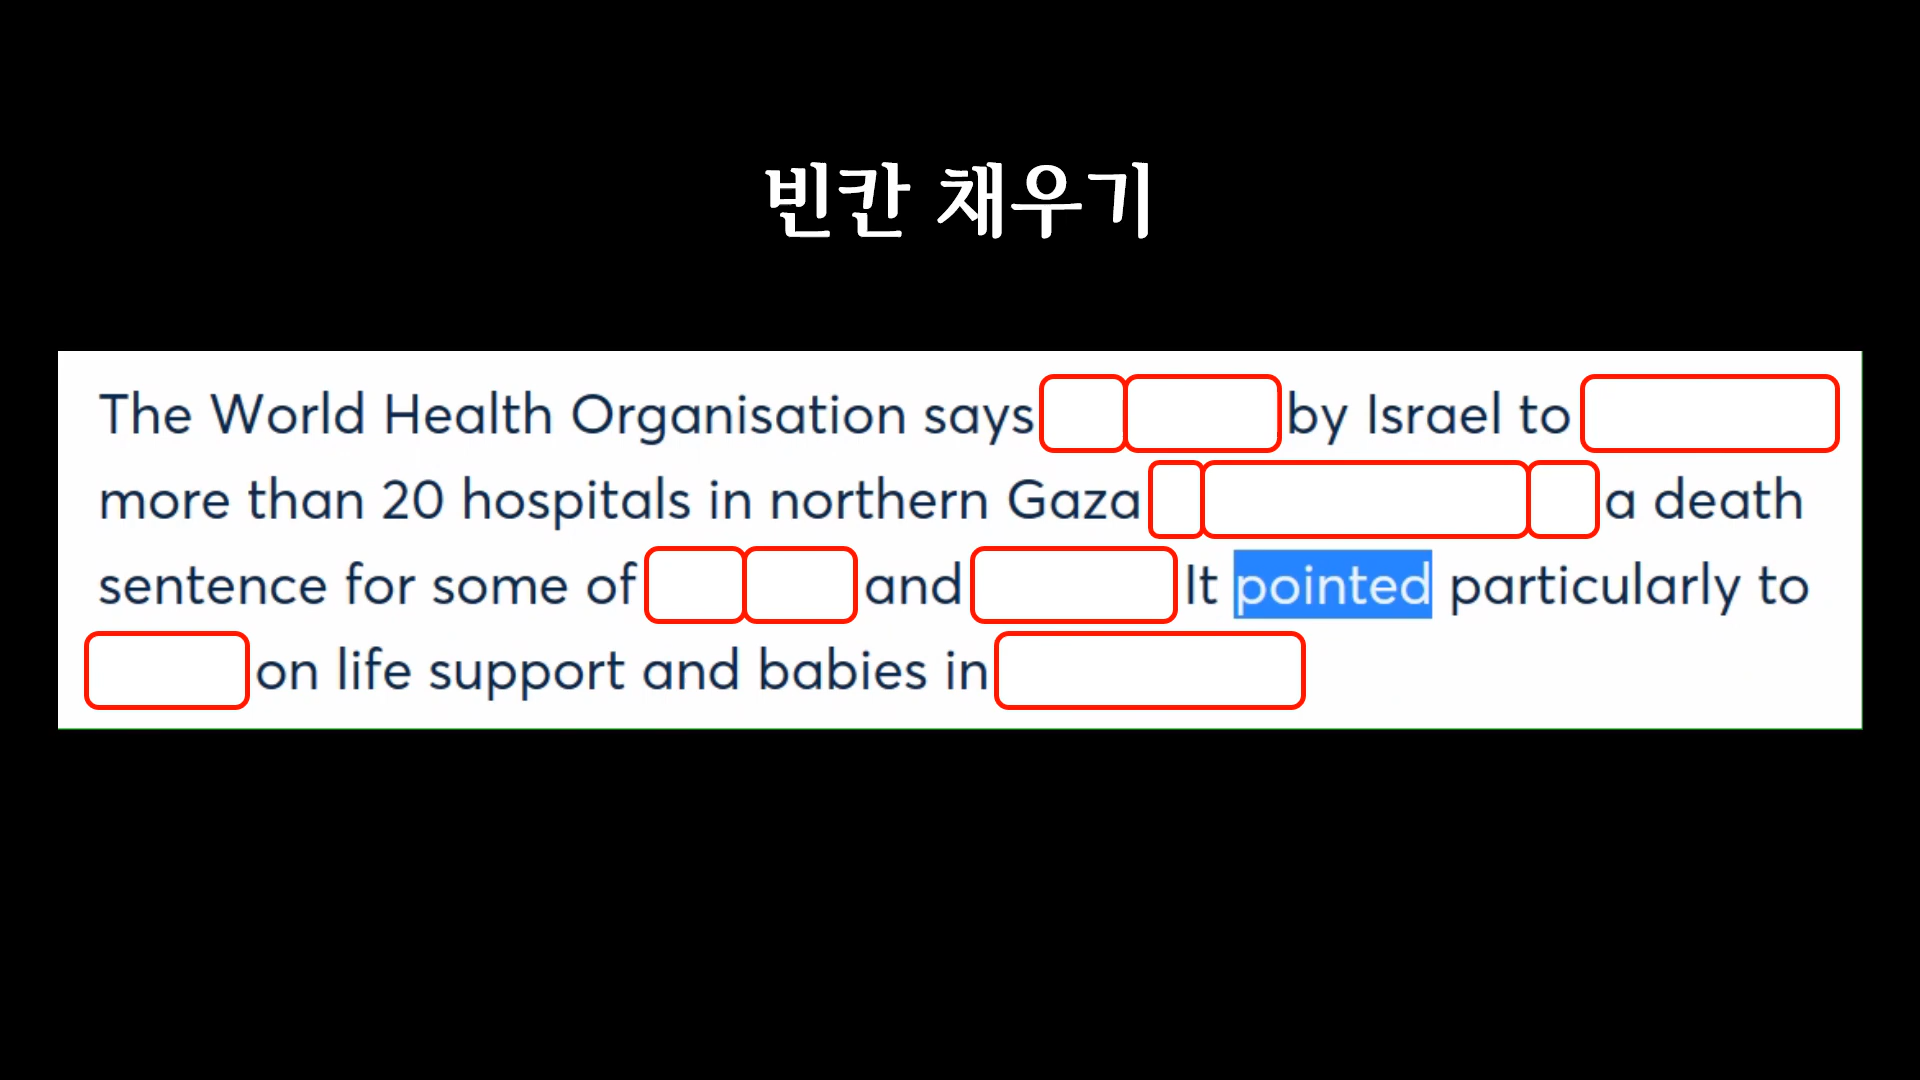 빈칸 채우기
The World Health Organisation says by Israel to
more than 20 hospitals in northern Gaza a death
sentence for some of and It pointed particularly to
on life support and babies in